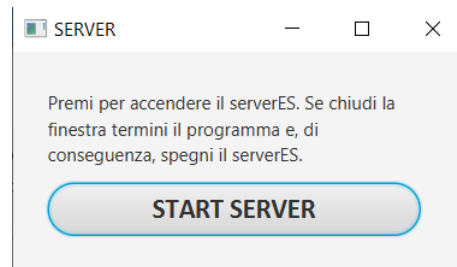 SERVER
Premi per accendere il serverES. Se chiudi la
finestra termini il programma e, di
conseguenza, spegni il serverES.
START SERVER